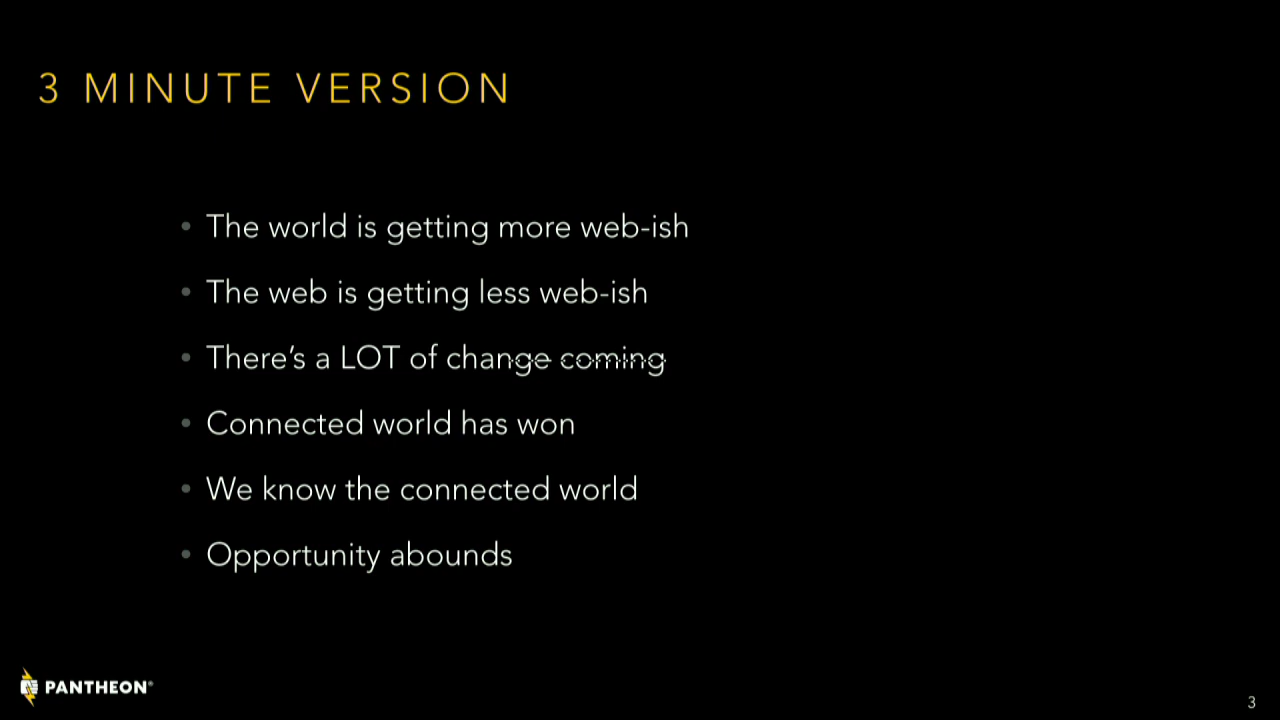 3 MINUTE VERSION
• The world is getting more web-ish
• The web is getting less web-ish
• There's a LOT of change coming
• Connected world has won
• We know the connected world
• Opportunity abounds
PANTHEON®
3